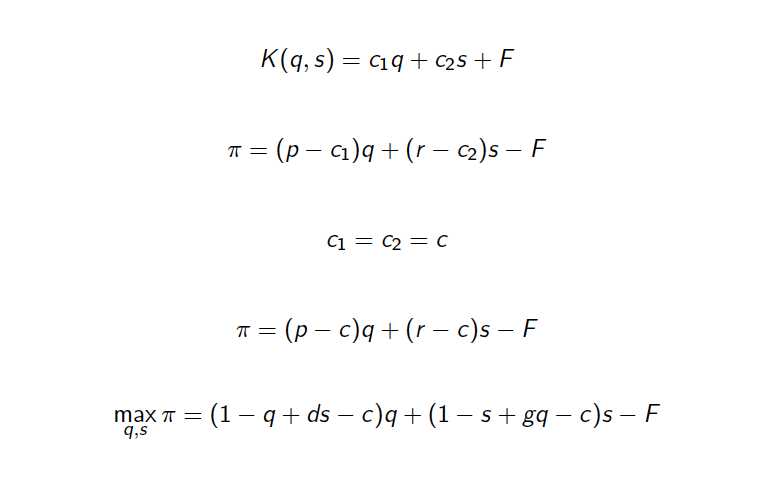 K(q, s) = c₁q + c₂s + F
π = (p − c₁)q + (r − c₂)s − F
c₁ = c₂ = c
π = (p − c)q + (r − c)s − F
max π = (1 − q + ds − c)q + (1 − s + gq − c)s − F
q,s